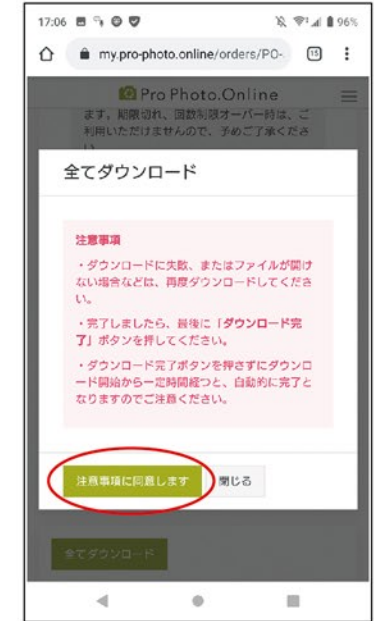 17:06
96%
my.pro-photo.online/orders/PO-
15
Pro Photo.Online
ます。期限切れ、回数制限オーバー時は、ご
利用いただけませんので、予めご了承くださ
い
全てダウンロード
注意事項
・ダウンロードに失敗、またはファイルが開け
ない場合などは、再度ダウンロードしてくださ
い。
・完了しましたら、最後に「ダウンロード完
了」ボタンを押してください。
・ダウンロード完了ボタンを押さずにダウンロ
ード開始から一定時間経つと、自動的に完了と
なりますのでご注意ください。
注意事項に同意します 閉じる
全てダウンロード